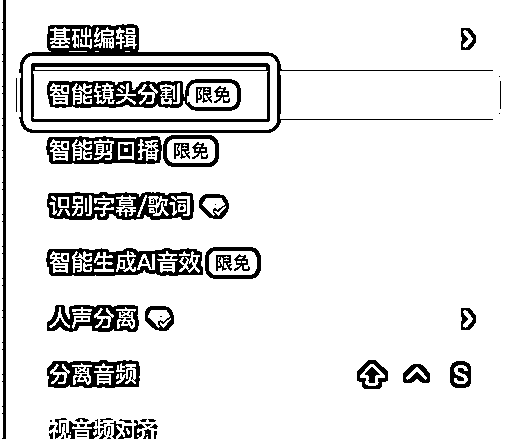 基础编辑
智能镜头分割 限免
智能剪口播 限免
识别字幕/歌词
智能生成AI音效 限免
人声分离
分离音频 S
视音频对齐